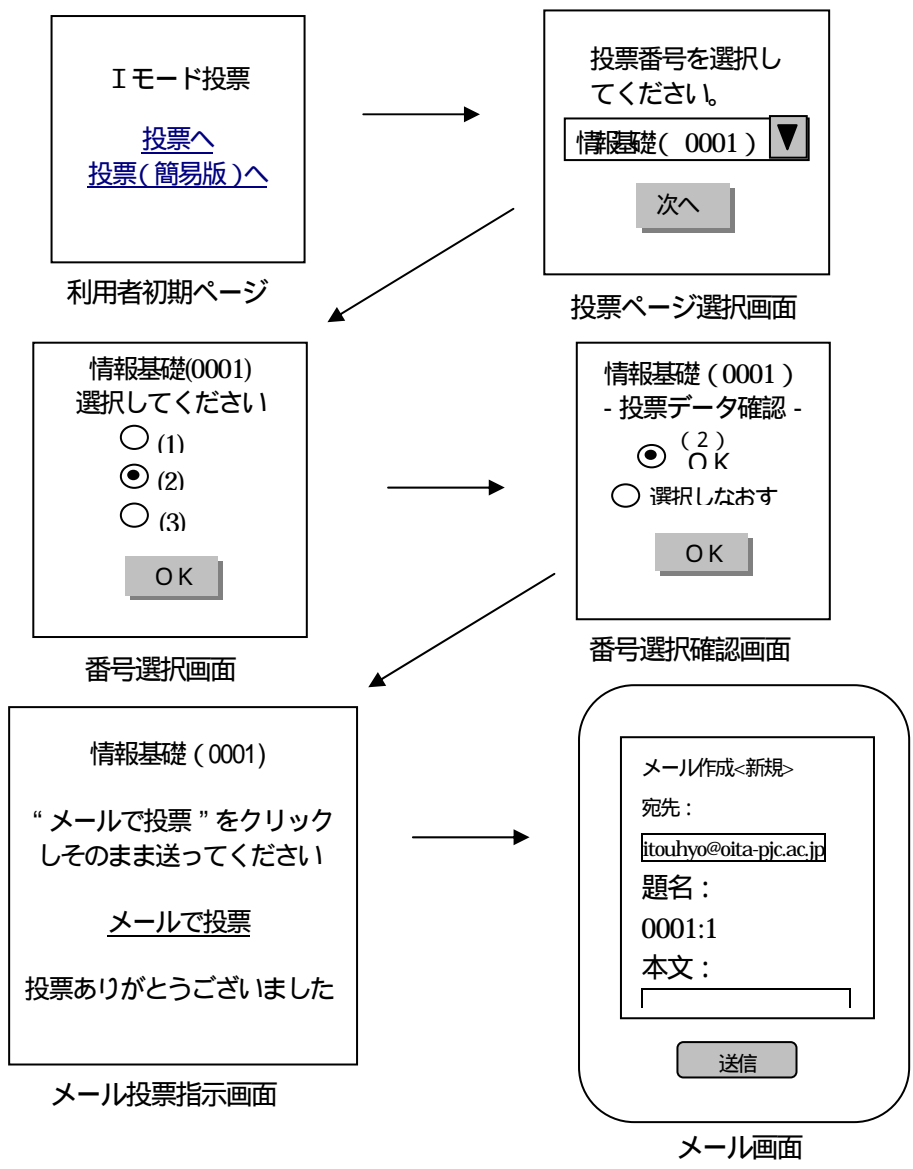 Iモード投票
投票へ
投票(簡易版)へ
利用者初期ページ
投票番号を選択し
てください。
情報基礎( 0001 ) ▼
次へ
投票ページ選択画面
情報基礎(0001)
選択してください
(1)
(2)
(3)
OK
番号選択画面
情報基礎(0001)
- 投票データ確認 -
(2)
OK
選択しなおす
OK
番号選択確認画面
情報基礎(0001)
“メールで投票”をクリック
しそのまま送ってください
メールで投票
投票ありがとうございました
メール投票指示画面
メール作成<新規>
宛先:
itouhyo@oita-pjc.ac.jp
題名:
0001:1
本文:
送信
メール画面